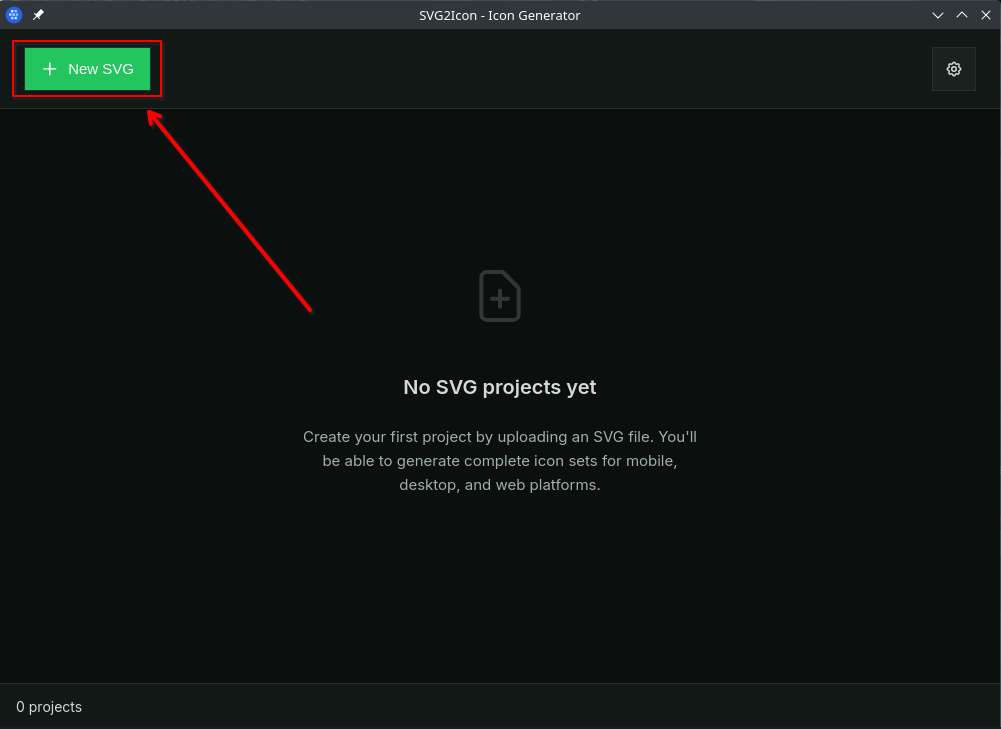 SVG2Icon - Icon Generator
New SVG
No SVG projects yet
Create your first project by uploading an SVG file. You'll
be able to generate complete icon sets for mobile,
desktop, and web platforms.
0 projects